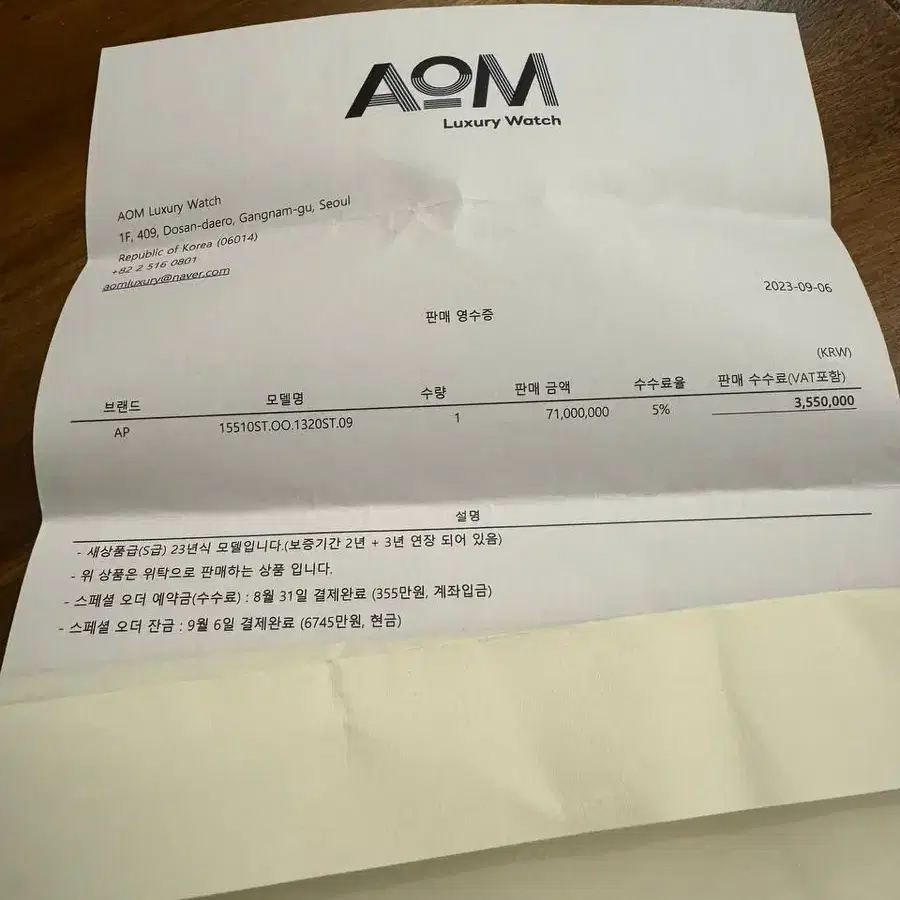 AOM
Luxury Watch
AOM Luxury Watch
1F, 409, Dosan-daero, Gangnam-gu, Seoul
Republic of Korea (06014)
+82 2 516 0801
aomluxury@naver.com
2023-09-06
판매 영수증
(KRW)
브랜드 모델명 수량 판매 금액 수수료율 판매 수수료(VAT포함)
AP 15510ST.OO.1320ST.09 1 71,000,000 5% 3,550,000
설명
- 새상품급(S급) 23년식 모델입니다.(보증기간 2년 + 3년 연장 되어 있음)
- 위 상품은 위탁으로 판매하는 상품 입니다.
- 스페셜 오더 예약금(수수료) : 8월 31일 결제완료 (355만원, 계좌입금)
- 스페셜 오더 잔금 : 9월 6일 결제완료 (6745만원, 현금)